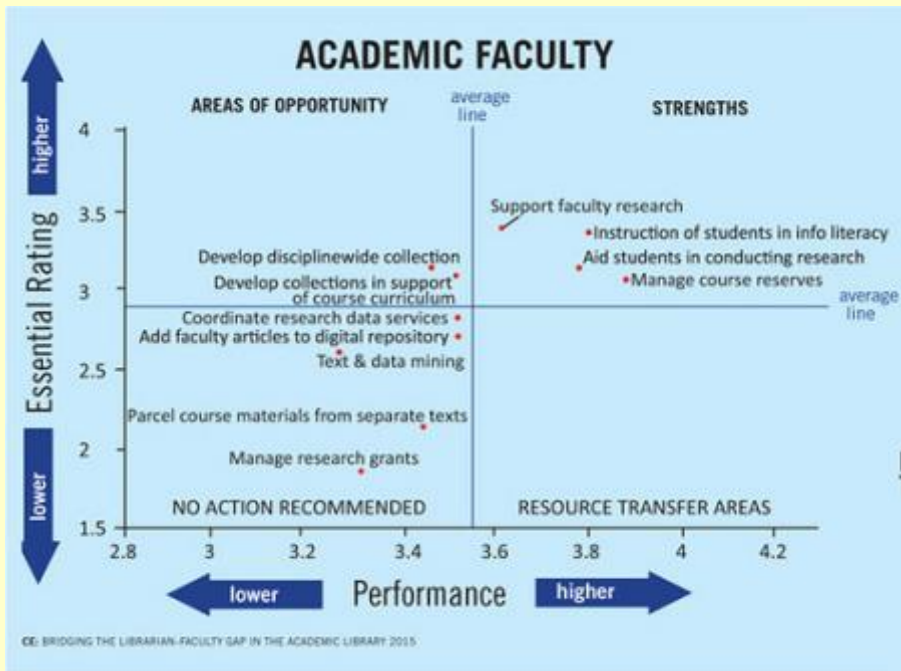 ACADEMIC FACULTY
AREAS OF OPPORTUNITY
average
line
STRENGTHS
higher
Essential Rating
lower
4
3.5
3
2.5
2
1.5
Support faculty research
Instruction of students in info literacy
Develop disciplinewide collection
Aid students in conducting research
Develop collections in support
of course curriculum
Manage course reserves
average
line
Coordinate research data services
Add faculty articles to digital repository
Text & data mining
Parcel course materials from separate texts
Manage research grants
NO ACTION RECOMMENDED
RESOURCE TRANSFER AREAS
2.8
3
3.2
3.4
3.6
3.8
4
4.2
lower
Performance
higher
CE: BRIDGING THE LIBRARIAN-FACULTY GAP IN THE ACADEMIC LIBRARY 2015